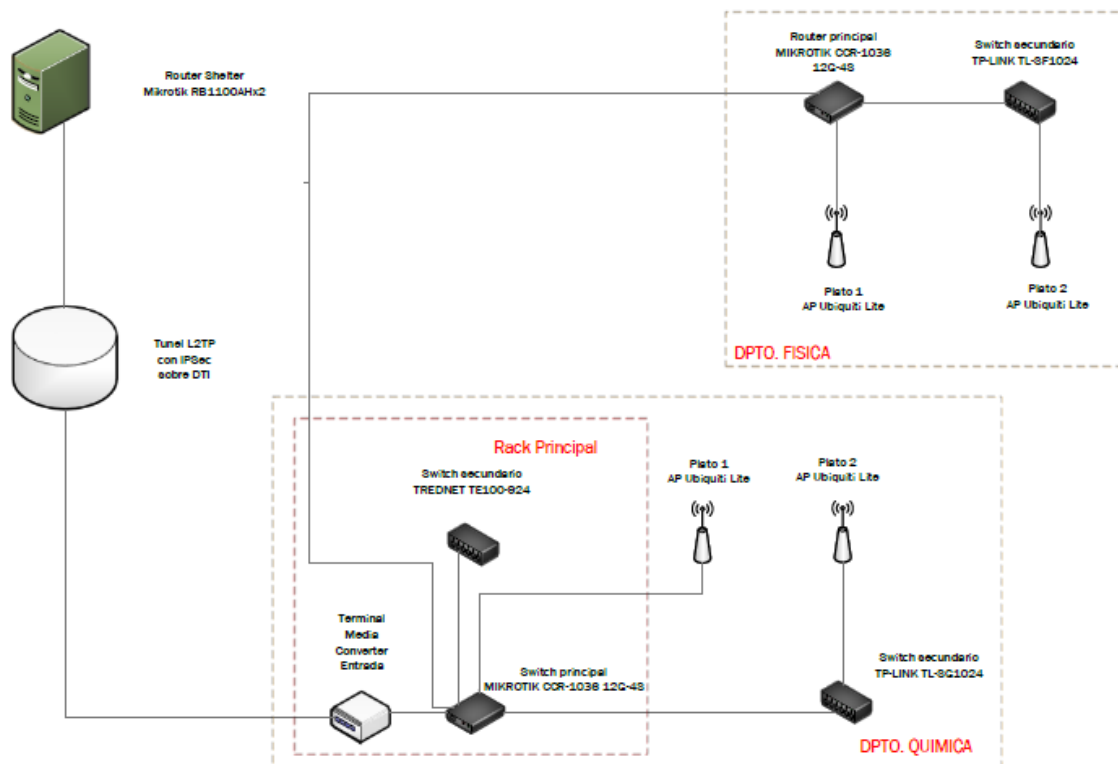 Router Shelter
Mikrotik RB1100AHx2
Router principal
MIKROTIK CCR-1036
12G-4S
Switch secundario
TP-LINK TL-SF1024
Plato 1
AP Ubiquiti Lite
Plato 2
AP Ubiquiti Lite
DPTO. FISICA
Tunel L2TP
con IPSec
sobre DTI
Rack Principal
Switch secundario
TREDNET TE100-S24
Plato 1
AP Ubiquiti Lite
Plato 2
AP Ubiquiti Lite
Terminal
Media
Converter
Entrada
Switch principal
MIKROTIK CCR-1036 12G-4S
Switch secundario
TP-LINK TL-SG1024
DPTO. QUIMICA